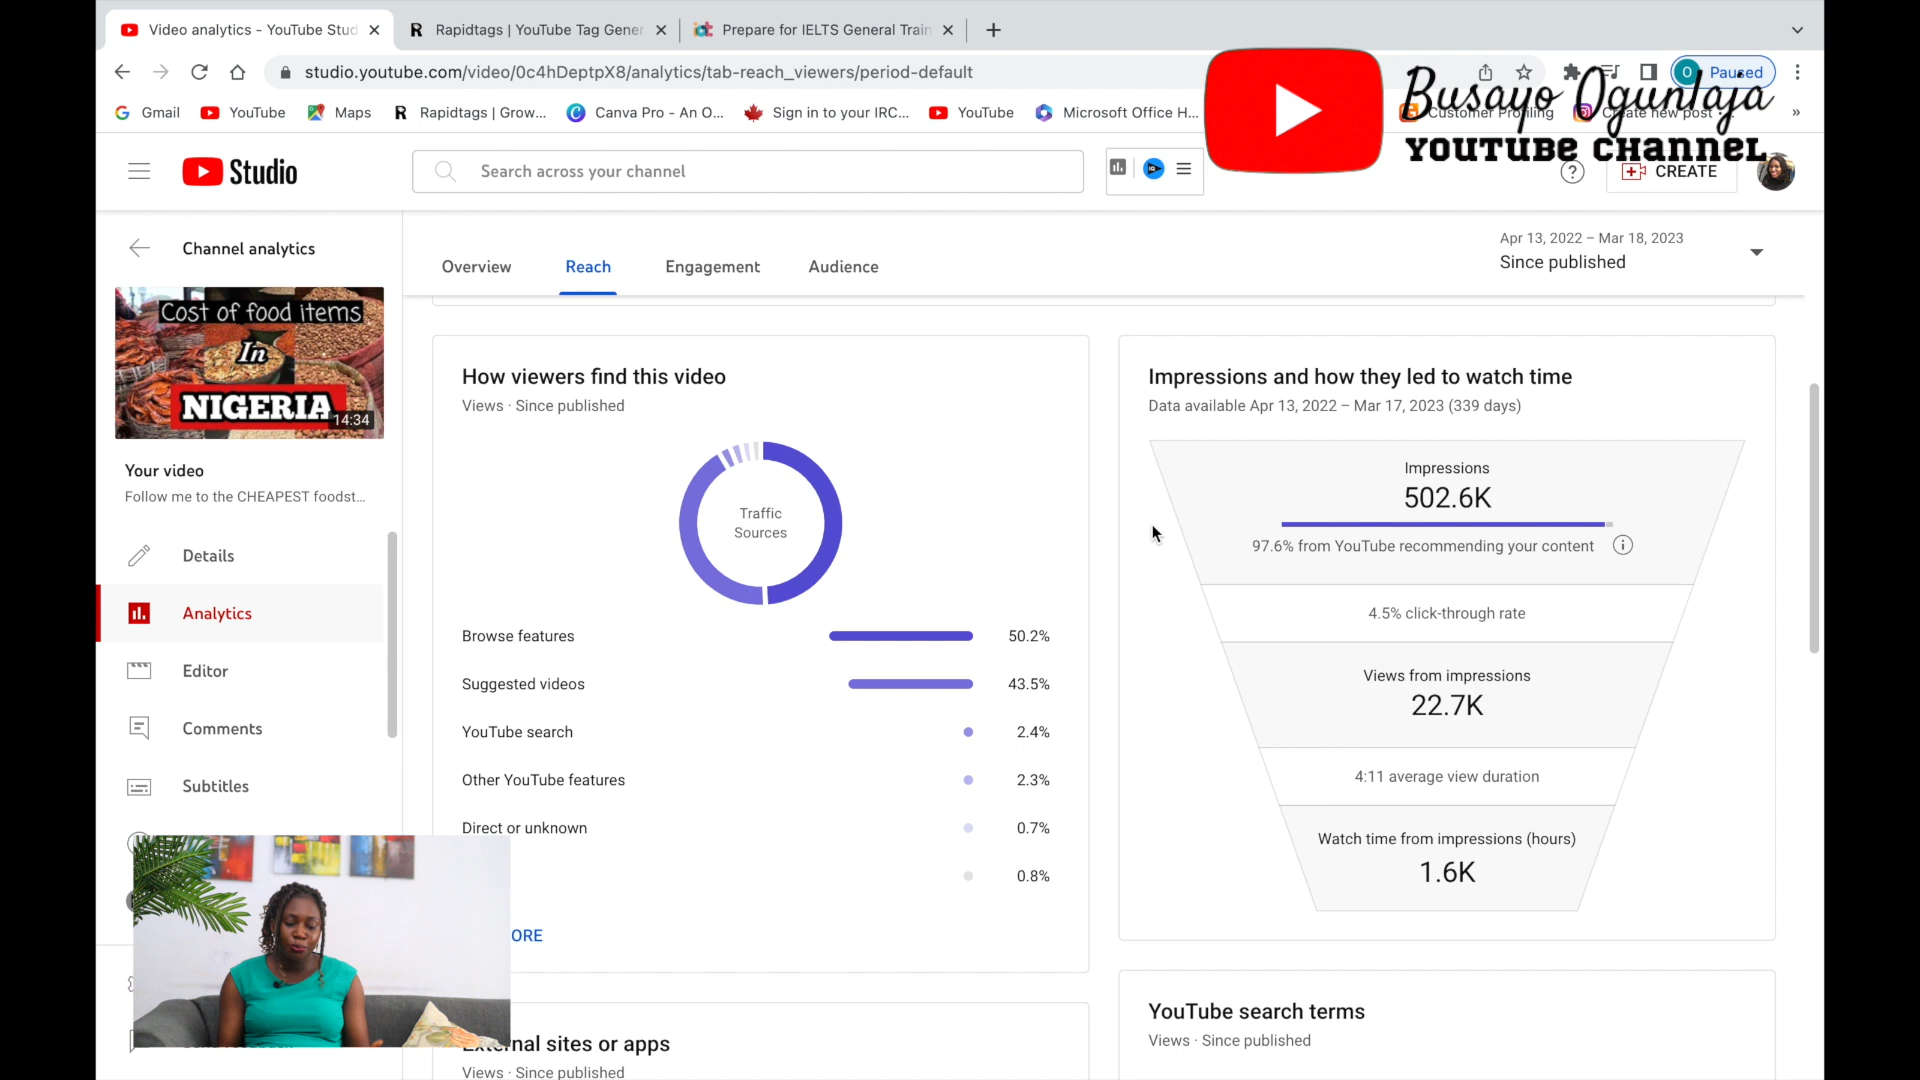 Video analytics - YouTube Stud
Rapidtags | YouTube Tag Gener
Prepare for IELTS General Train
studio.youtube.com/video/0c4hDeptpX8/analytics/tab-reach_viewers/period-default
O Paused
Gmail
YouTube
Maps
Rapidtags | Grow...
Canva Pro - An O...
Sign in to your IRC...
YouTube
Microsoft Office H...
Customer Profiling
Create new post
Busayo Oguntaja
YOUTUBE CHANNEL
Studio
Search across your channel
CREATE
Channel analytics
Overview
Reach
Engagement
Audience
Apr 13, 2022 – Mar 18, 2023
Since published
Cost of food items
In
NIGERIA
14:34
Your video
Follow me to the CHEAPEST foodst...
Details
Analytics
Editor
Comments
Subtitles
How viewers find this video
Views · Since published
Traffic
Sources
Browse features 50.2%
Suggested videos 43.5%
YouTube search 2.4%
Other YouTube features 2.3%
Direct or unknown 0.7%
0.8%
ORE
Impressions and how they led to watch time
Data available Apr 13, 2022 – Mar 17, 2023 (339 days)
Impressions
502.6K
97.6% from YouTube recommending your content
4.5% click-through rate
Views from impressions
22.7K
4:11 average view duration
Watch time from impressions (hours)
1.6K
External sites or apps
Views · Since published
YouTube search terms
Views · Since published